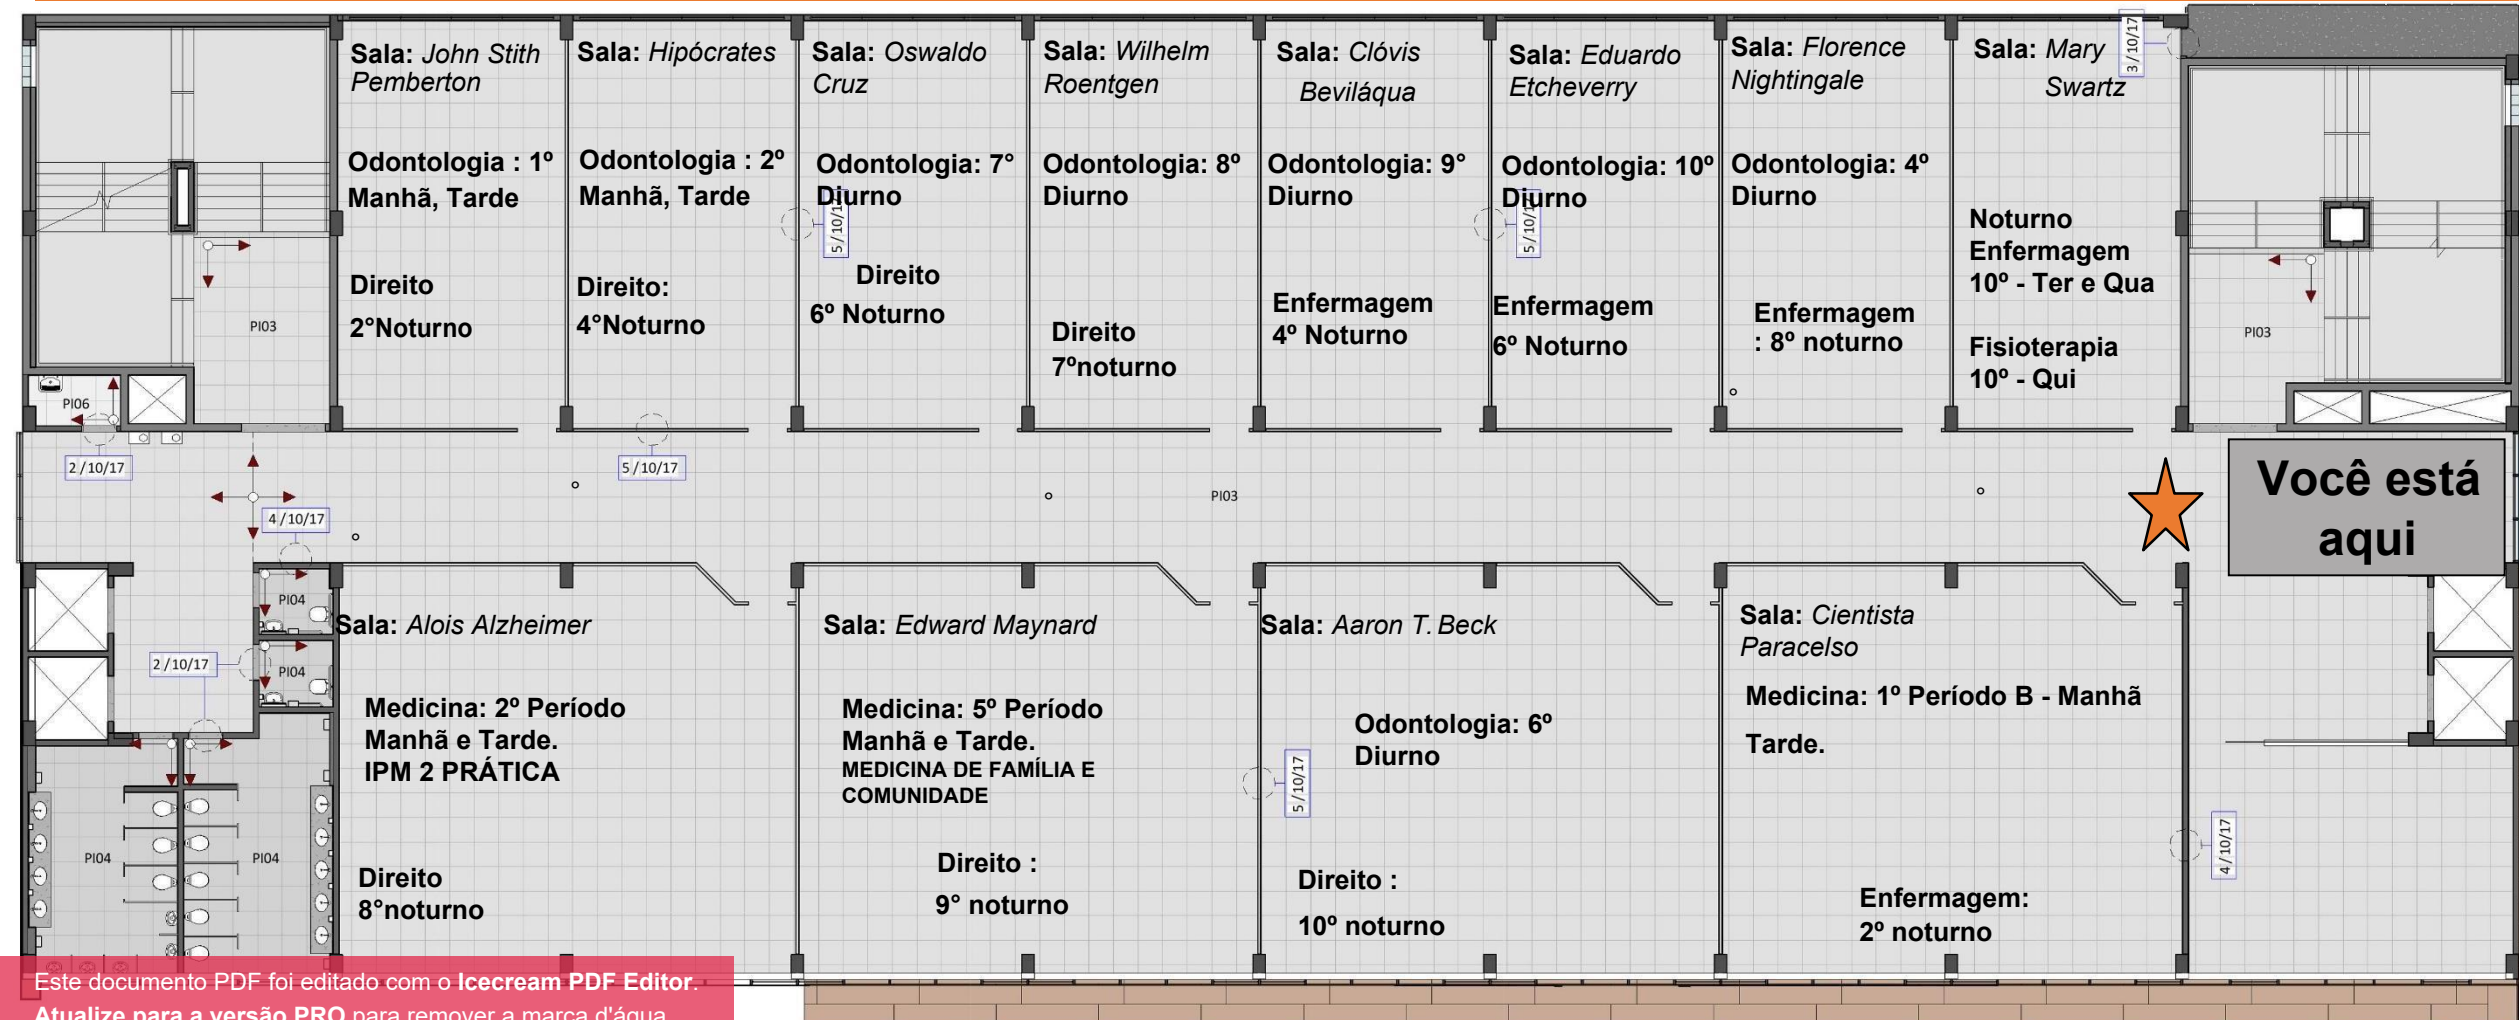 Sala: John Stith
Pemberton
Odontologia : 1º
Manhã, Tarde
Direito
2°Noturno
Sala: Hipócrates
Odontologia : 2º
Manhã, Tarde
Direito:
4°Noturno
Sala: Oswaldo
Cruz
Odontologia: 7°
Diurno
5/10/17
Direito
6º Noturno
Sala: Wilhelm
Roentgen
Odontologia: 8º
Diurno
Direito
7ºnoturno
Sala: Clóvis
Beviláqua
Odontologia: 9°
Diurno
Enfermagem
4º Noturno
Sala: Eduardo
Etcheverry
Odontologia: 10º
Diurno
5/10/17
Enfermagem
6º Noturno
Sala: Florence
Nightingale
Odontologia: 4º
Diurno
Enfermagem
: 8º noturno
Sala: Mary
Swartz
3/10/17
Noturno
Enfermagem
10º - Ter e Qua
Fisioterapia
10º - Qui
PI03
PI03
PI06
2/10/17
5/10/17
4/10/17
PI03
Você está
aqui
PI04
PI04
2/10/17
PI04
PI04
Sala: Alois Alzheimer
Medicina: 2º Período
Manhã e Tarde.
IPM 2 PRÁTICA
Direito
8°noturno
Sala: Edward Maynard
Medicina: 5º Período
Manhã e Tarde.
MEDICINA DE FAMÍLIA E
COMUNIDADE
Direito :
9° noturno
Sala: Aaron T. Beck
Odontologia: 6º
Diurno
5/10/17
Direito :
10º noturno
Sala: Cientista
Paracelso
Medicina: 1º Período B - Manhã
Tarde.
Enfermagem:
2º noturno
4/10/17
Este documento PDF foi editado com o Icecream PDF Editor.
Atualize para a versão PRO para remover a marca d'água.